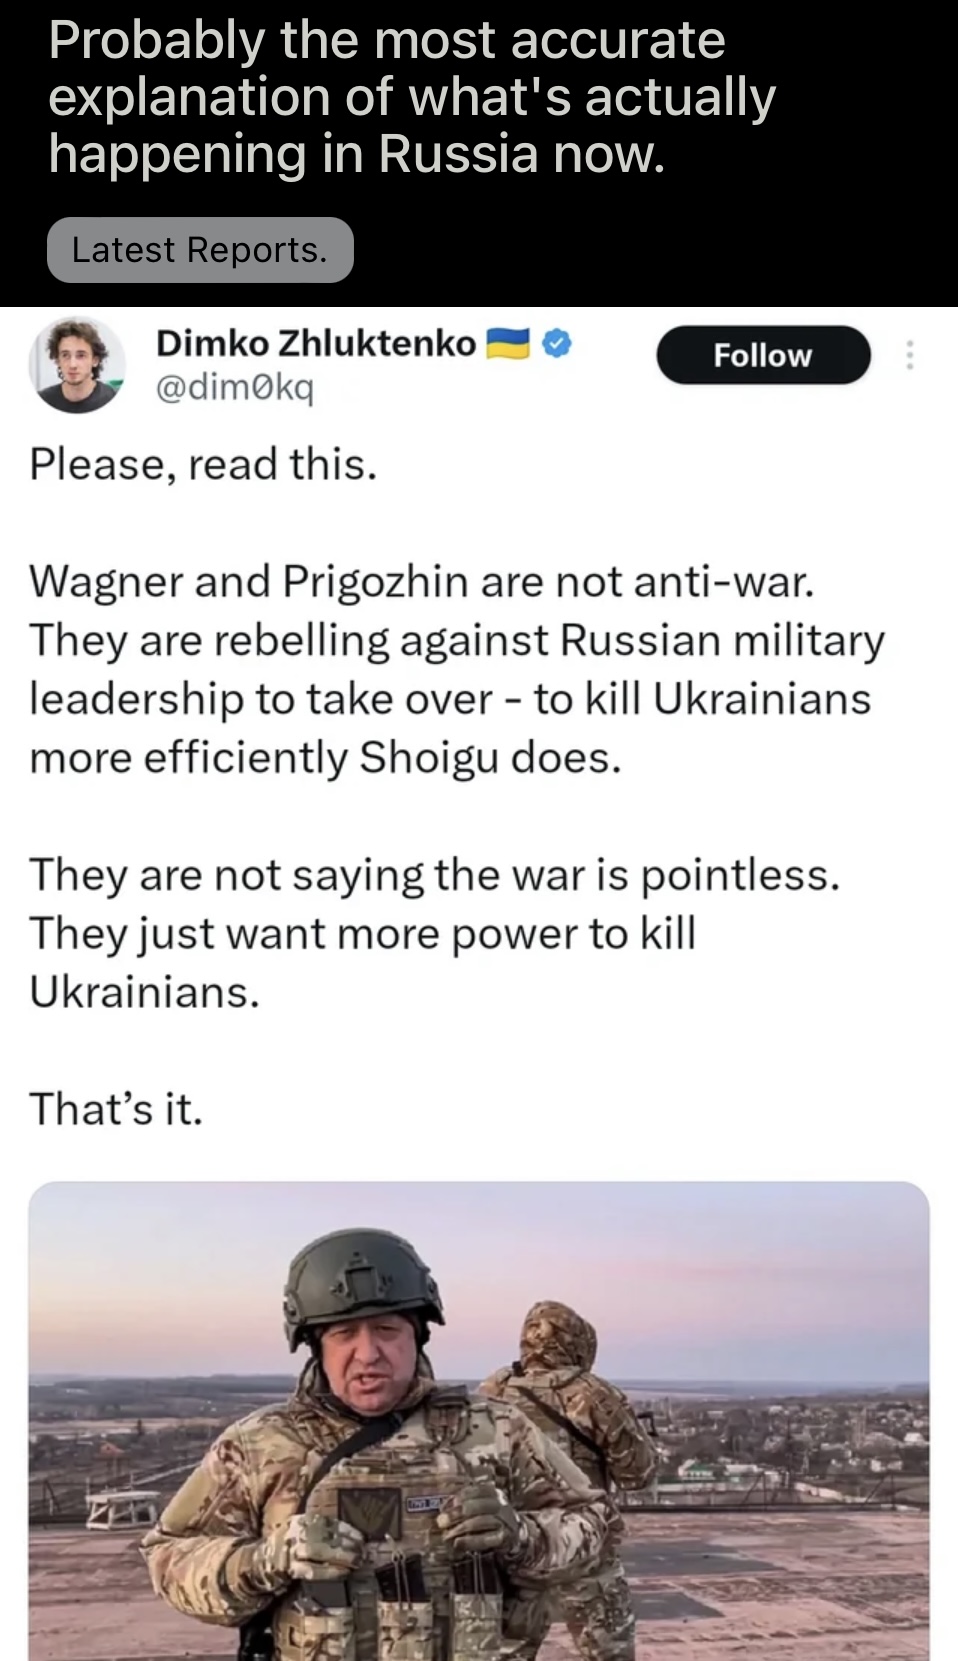 Probably the most accurate
explanation of what's actually
happening in Russia now.
Latest Reports.
Dimko Zhluktenko 🇺🇦
Follow
@dim0kq
Please, read this.
Wagner and Prigozhin are not anti-war.
They are rebelling against Russian military
leadership to take over - to kill Ukrainians
more efficiently Shoigu does.
They are not saying the war is pointless.
They just want more power to kill
Ukrainians.
That’s it.